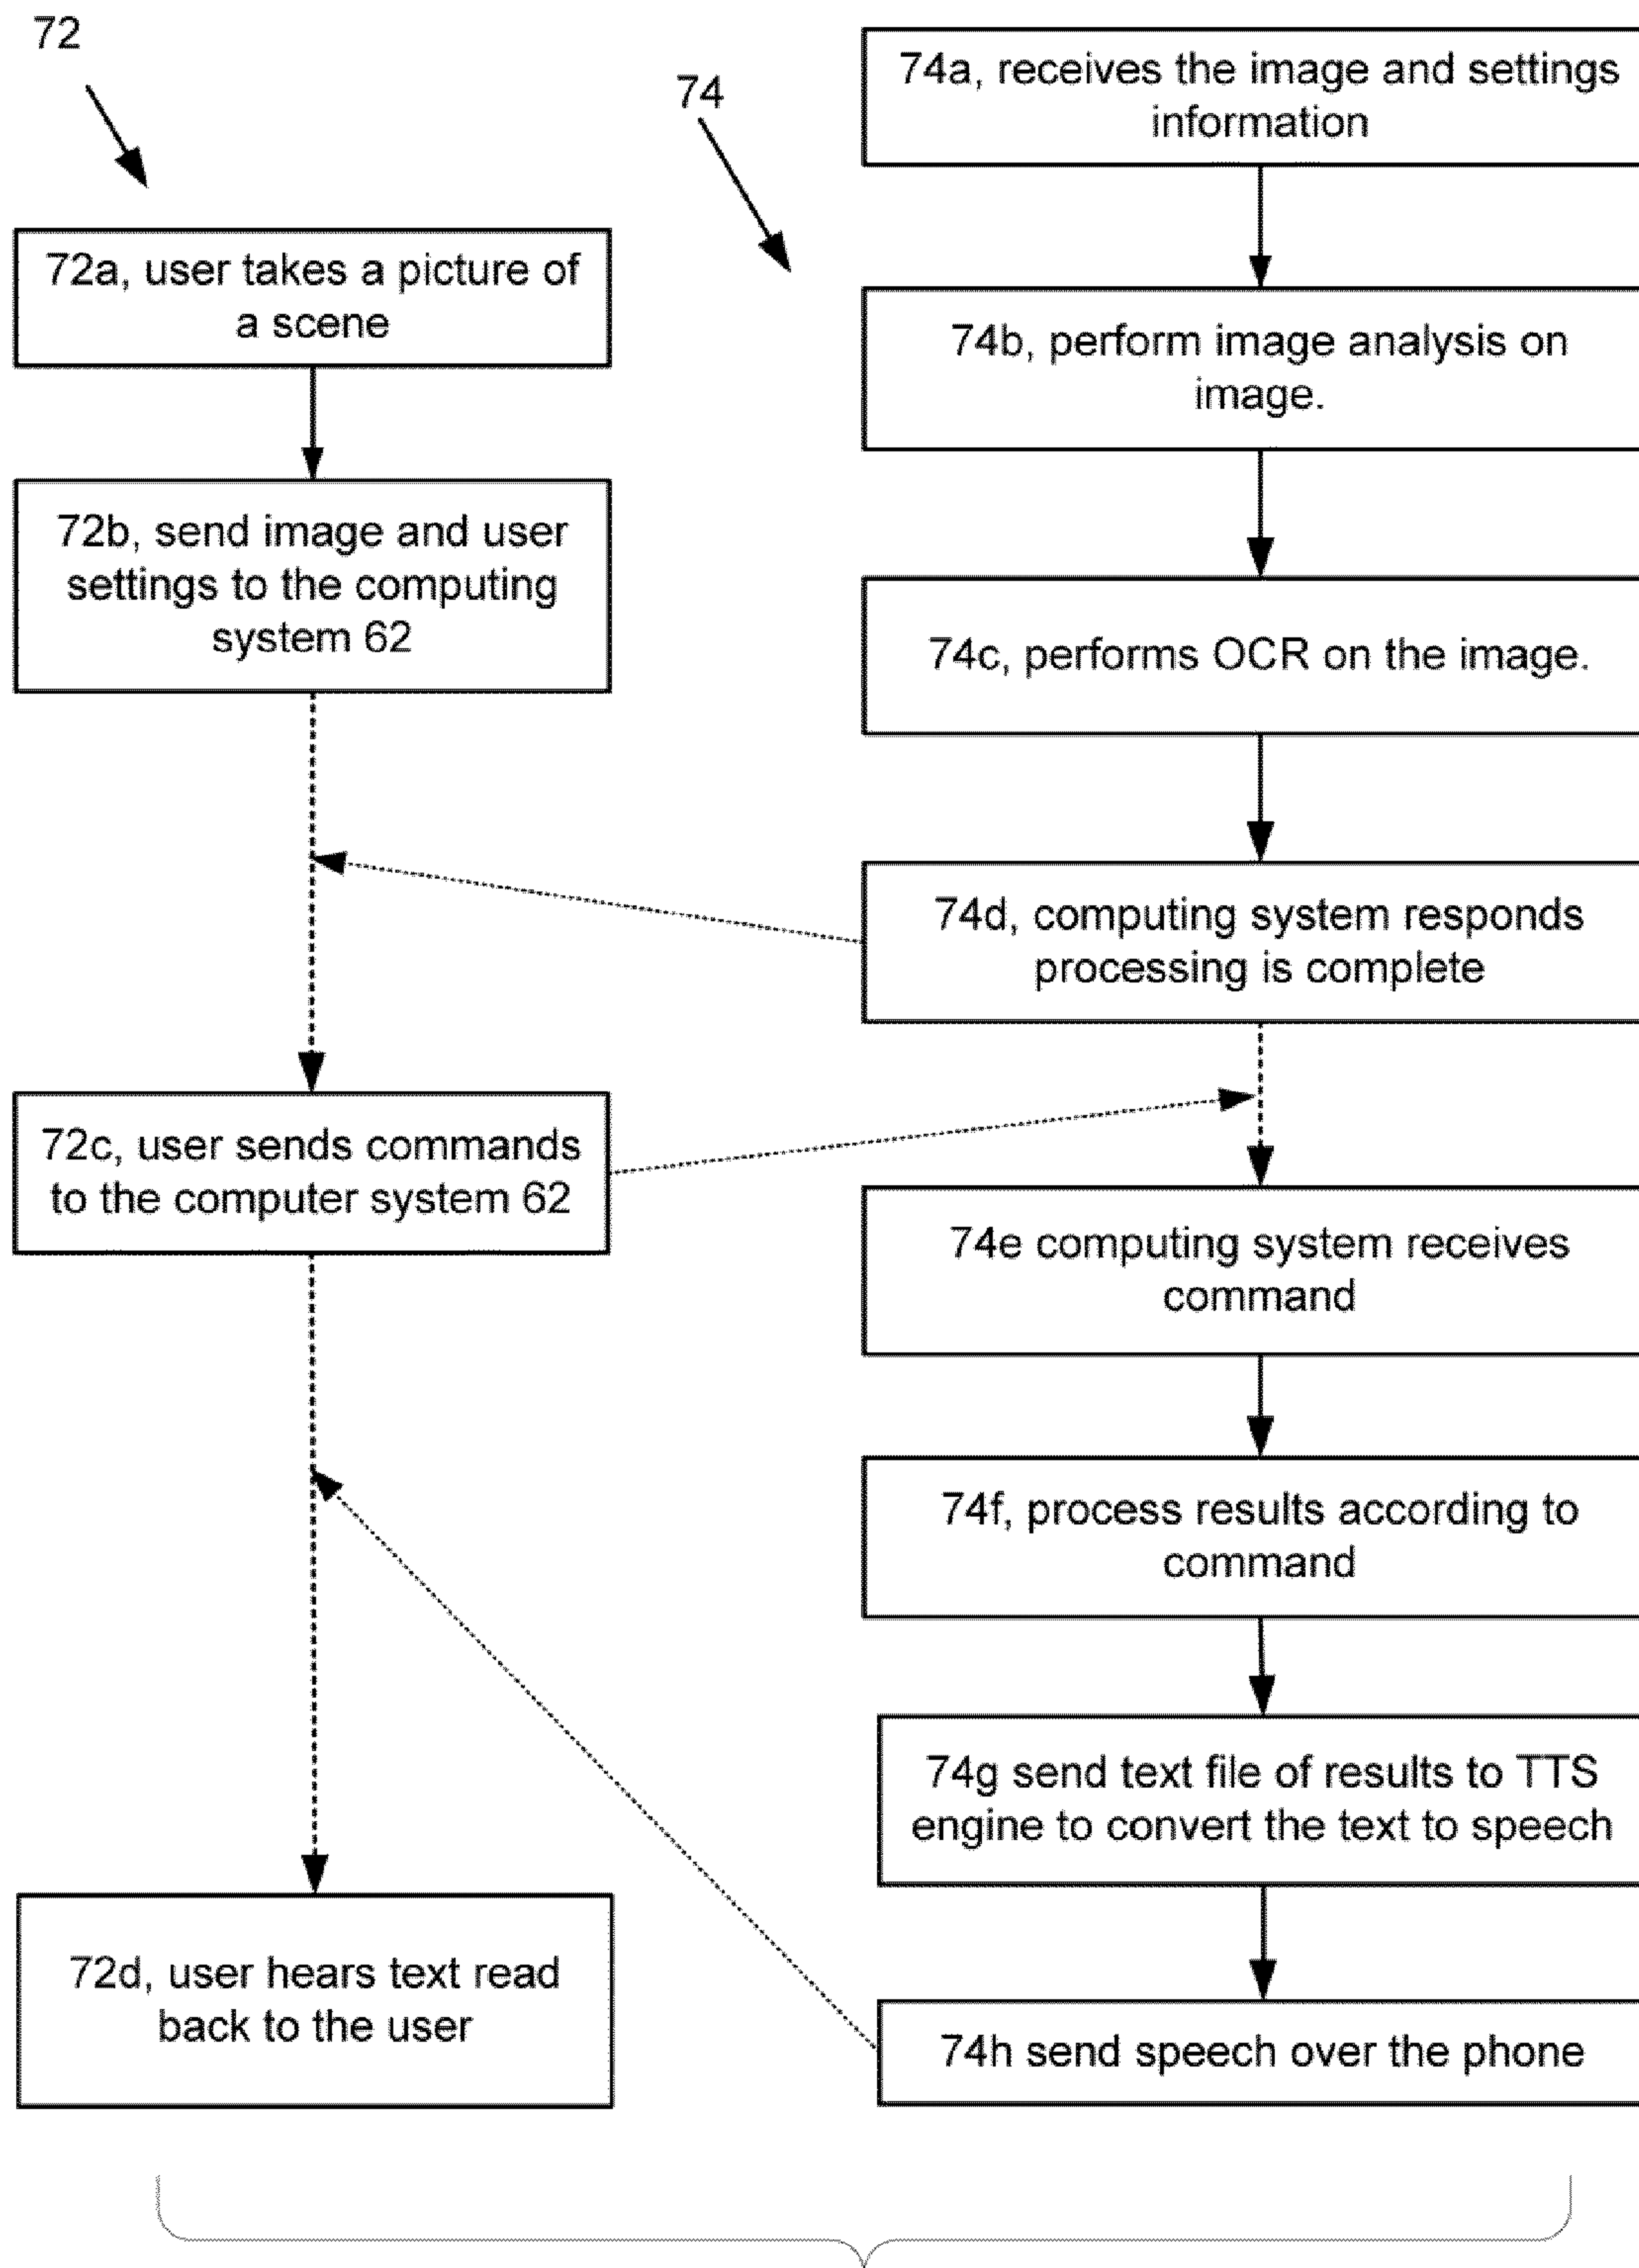 72
72a, user takes a picture of
a scene
72b, send image and user
settings to the computing
system 62
72c, user sends commands
to the computer system 62
72d, user hears text read
back to the user
74
74a, receives the image and settings
information
74b, perform image analysis on
image.
74c, performs OCR on the image.
74d, computing system responds
processing is complete
74e computing system receives
command
74f, process results according to
command
74g send text file of results to TTS
engine to convert the text to speech
74h send speech over the phone